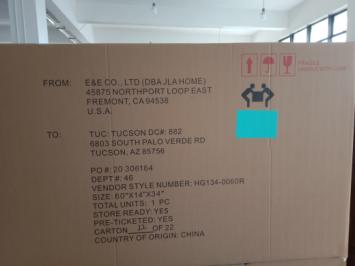 FRAGILE
HANDLE WITH CARE
FROM: E&E CO., LTD (DBA JLA HOME)
45875 NORTHPORT LOOP EAST
FREMONT, CA 94538
U.S.A.
TO: TUC: TUCSON DC#: 882
6803 SOUTH PALO VERDE RD
TUCSON, AZ 85756
PO #: 20 306164
DEPT #: 46
VENDOR STYLE NUMBER: HG134-0060R
SIZE: 60"X14"X34"
TOTAL UNITS: 1 PC
STORE READY: YES
PRE-TICKETED: YES
CARTON OF 22
COUNTRY OF ORIGIN: CHINA